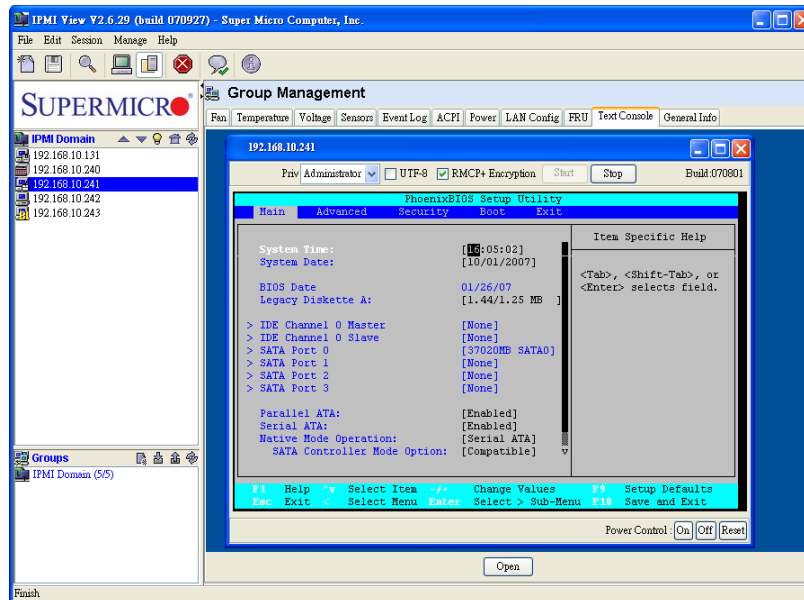 IPMI View V2.6.29 (build 070927) - Super Micro Computer, Inc.
File Edit Session Manage Help
SUPERMICRO
Group Management
Fan Temperature Voltage Sensors Event Log ACPI Power LAN Config FRU Text Console General Info
IPMI Domain
192.168.10.131
192.168.10.240
192.168.10.241
192.168.10.242
192.168.10.243
192.168.10.241
Priv Administrator UTF-8 RMCP+ Encryption Start Stop Build:070801
PhoenixBIOS Setup Utility
Main Advanced Security Boot Exit
Item Specific Help
System Time: [16:05:02]
System Date: [10/01/2007]
<Tab>, <Shift-Tab>, or
<Enter> selects field.
BIOS Date 01/26/07
Legacy Diskette A: [1.44/1.25 MB ]
> IDE Channel 0 Master [None]
> IDE Channel 0 Slave [None]
> SATA Port 0 [37020MB SATA0]
> SATA Port 1 [None]
> SATA Port 2 [None]
> SATA Port 3 [None]
Parallel ATA: [Enabled]
Serial ATA: [Enabled]
Native Mode Operation: [Serial ATA]
SATA Controller Mode Option: [Compatible]
F1 Help ^v Select Item -/+ Change Values F9 Setup Defaults
Esc Exit < Select Menu Enter Select > Sub-Menu F10 Save and Exit
Power Control : On Off Reset
Groups
IPMI Domain (5/5)
Open
Finish